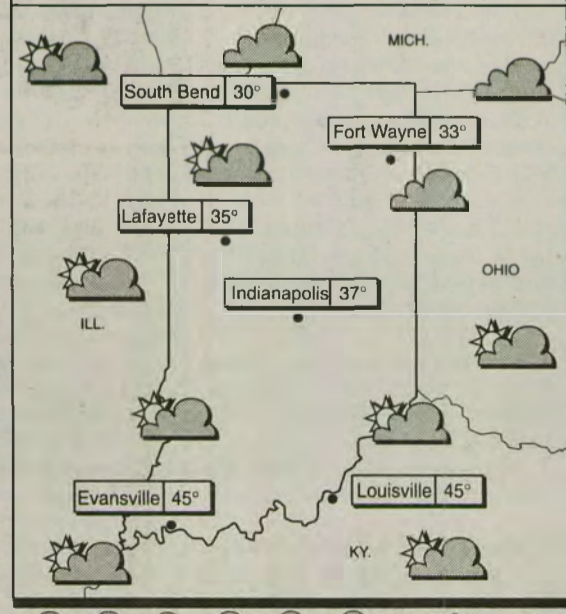 MICH.
South Bend 30°
Fort Wayne 33°
Lafayette 35°
OHIO
Indianapolis 37°
ILL.
Evansville 45°
Louisville 45°
KY.